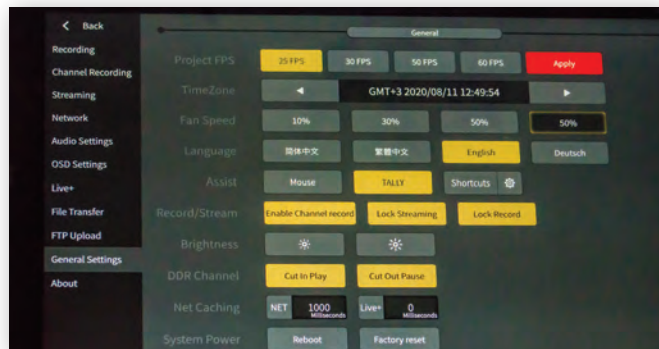 Back
General
Recording
Channel Recording
Streaming
Network
Audio Settings
OSD Settings
Live+
File Transfer
FTP Upload
General Settings
About
Project FPS 25 FPS 30 FPS 50 FPS 60 FPS Apply
TimeZone GMT+3 2020/08/11 12:49:54
Fan Speed 10% 30% 50% 50%
Language 简体中文 繁體中文 English Deutsch
Assist Mouse TALLY Shortcuts
Record/Stream Enable Channel record Lock Streaming Lock Record
Brightness
DDR Channel Cut In Play Cut Out Pause
Net Caching NET 1000 Milliseconds Live+ 0 Milliseconds
System Power Reboot Factory reset